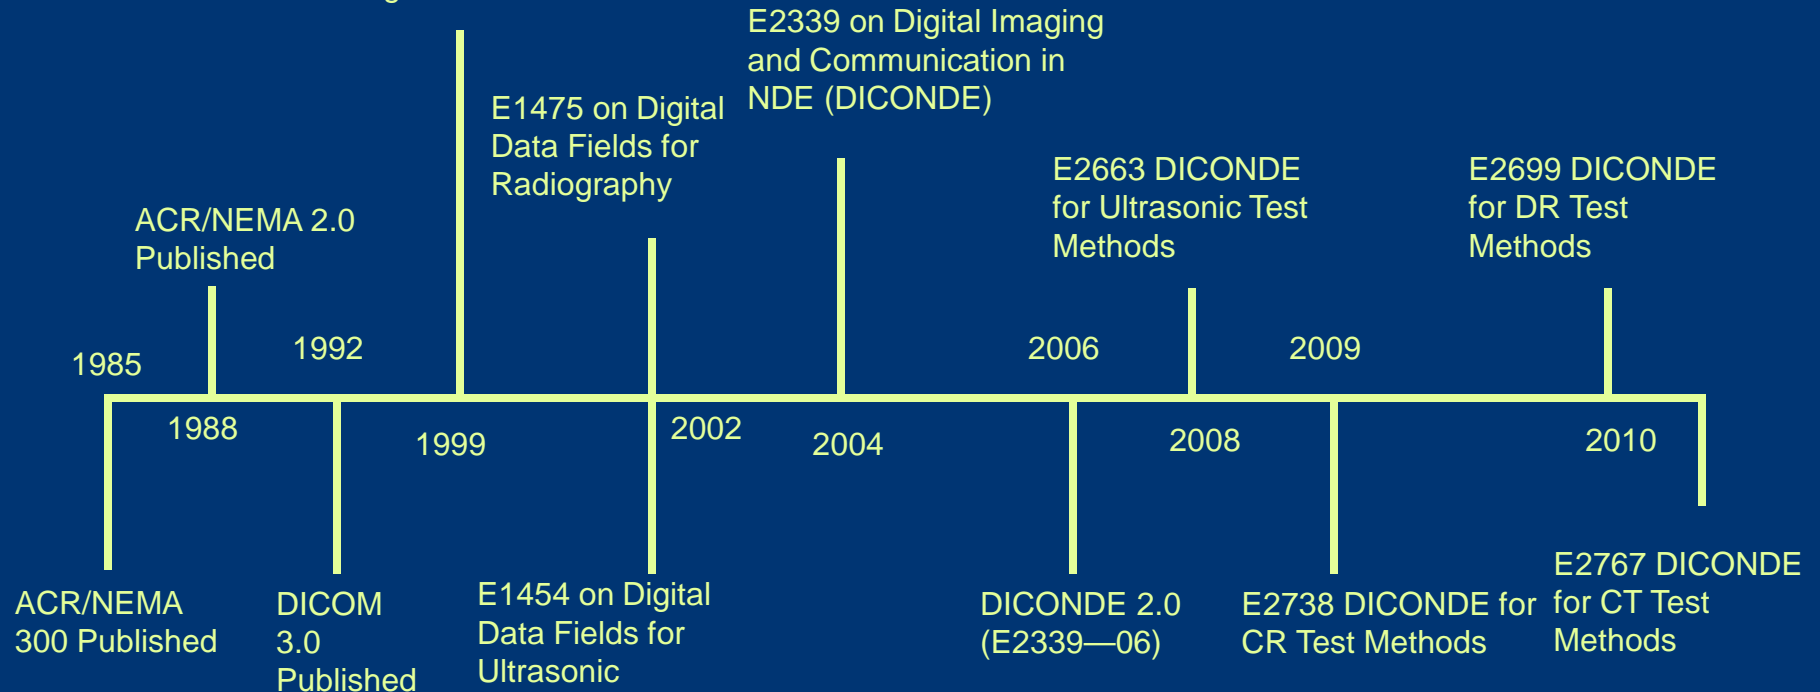 E2339 on Digital Imaging
and Communication in
NDE (DICONDE)
E1475 on Digital
Data Fields for
Radiography
E2663 DICONDE
for Ultrasonic Test
Methods
E2699 DICONDE
for DR Test
Methods
ACR/NEMA 2.0
Published
1985
1992
2006
2009
1988
1999
2002
2004
2008
2010
ACR/NEMA
300 Published
DICOM
3.0
Published
E1454 on Digital
Data Fields for
Ultrasonic
DICONDE 2.0
(E2339—06)
E2738 DICONDE for
CR Test Methods
E2767 DICONDE
for CT Test
Methods